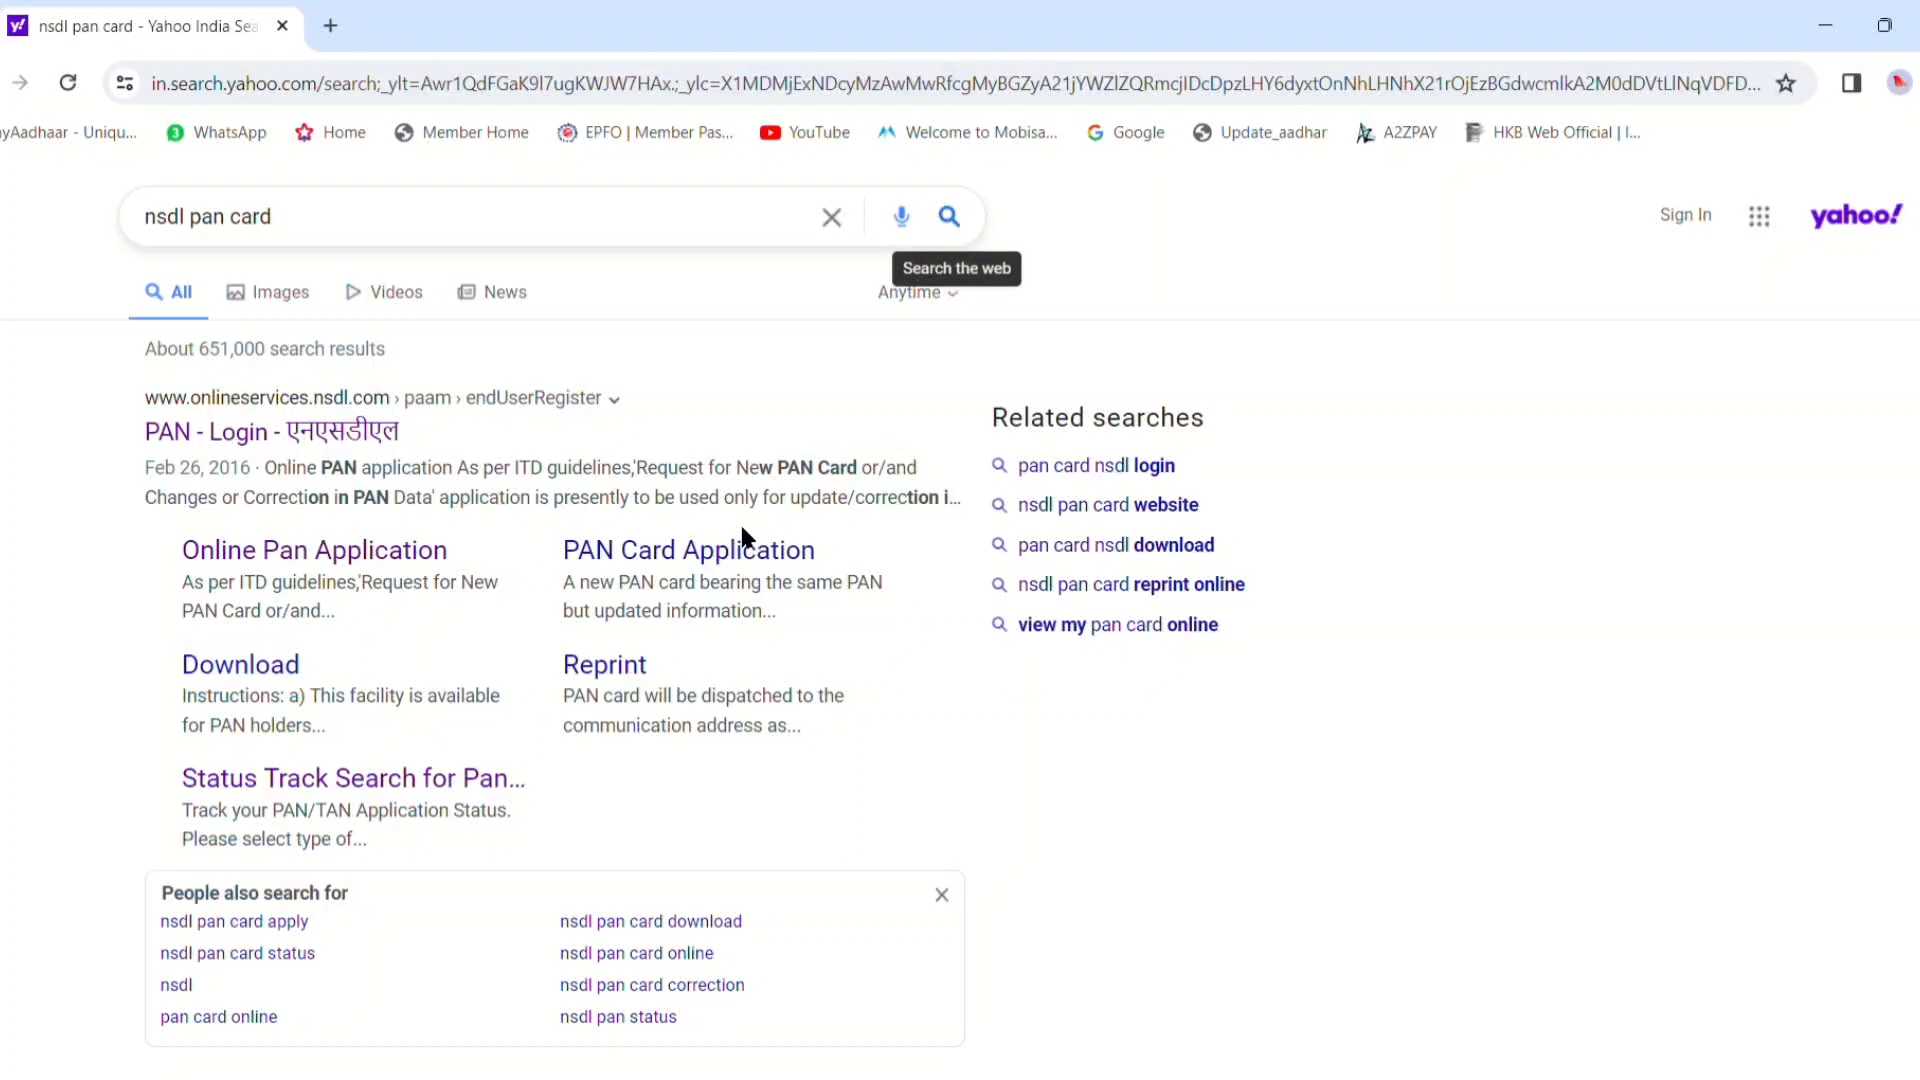 nsdl pan card - Yahoo India Sea
in.search.yahoo.com/search;_ylt=Awr1QdFGaK9l7ugKWJW7HAx.;_ylc=X1MDMjExNDcyMzAwMwRfcgMyBGZyA21jYWZlZQRmcjIDcDpzLHY6dyxtOnNhLHNhX21rOjEzBGdwcmlkA2M0dDVtLlNqVDFD...
yAadhaar - Uniqu... WhatsApp Home Member Home EPFO | Member Pas... YouTube Welcome to Mobisa... Google Update_aadhar A2ZPAY HKB Web Official | I...
nsdl pan card
Sign In yahoo!
Search the web
All Images Videos News Anytime
About 651,000 search results
www.onlineservices.nsdl.com › paam › endUserRegister
PAN - Login - एनएसडीएल
Feb 26, 2016 · Online PAN application As per ITD guidelines,'Request for New PAN Card or/and
Changes or Correction in PAN Data' application is presently to be used only for update/correction i...
Online Pan Application
As per ITD guidelines,'Request for New
PAN Card or/and...
PAN Card Application
A new PAN card bearing the same PAN
but updated information...
Download
Instructions: a) This facility is available
for PAN holders...
Reprint
PAN card will be dispatched to the
communication address as...
Status Track Search for Pan...
Track your PAN/TAN Application Status.
Please select type of...
People also search for
nsdl pan card apply
nsdl pan card status
nsdl
pan card online
nsdl pan card download
nsdl pan card online
nsdl pan card correction
nsdl pan status
Related searches
pan card nsdl login
nsdl pan card website
pan card nsdl download
nsdl pan card reprint online
view my pan card online